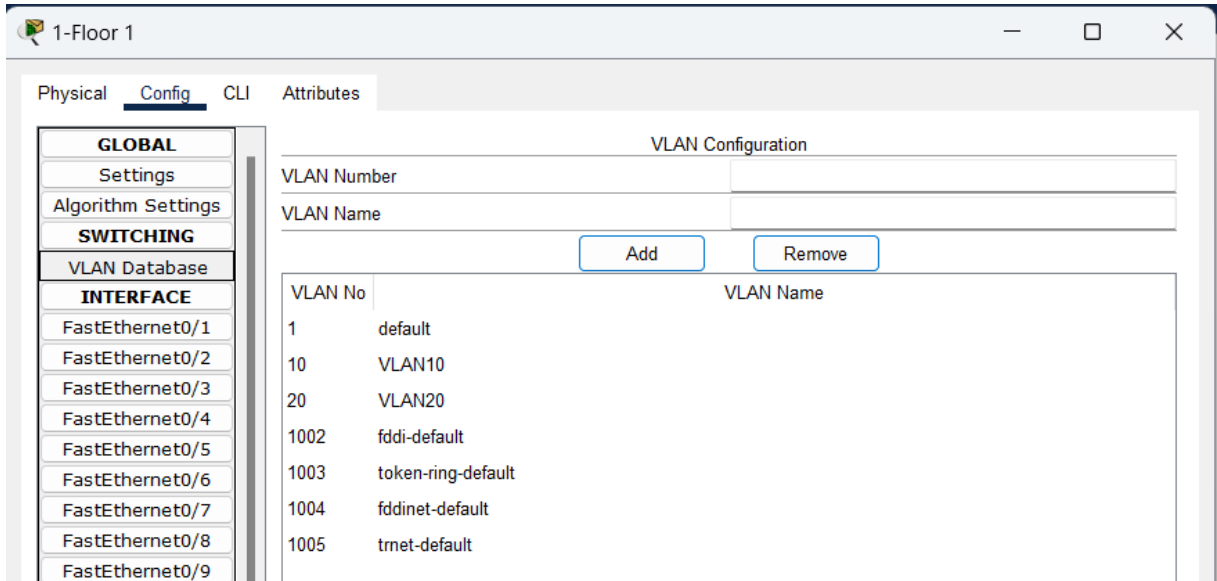 1-Floor 1
Physical Config CLI Attributes
GLOBAL
Settings
Algorithm Settings
SWITCHING
VLAN Database
INTERFACE
FastEthernet0/1
FastEthernet0/2
FastEthernet0/3
FastEthernet0/4
FastEthernet0/5
FastEthernet0/6
FastEthernet0/7
FastEthernet0/8
FastEthernet0/9
VLAN Configuration
VLAN Number
VLAN Name
Add Remove
VLAN No VLAN Name
1 default
10 VLAN10
20 VLAN20
1002 fddi-default
1003 token-ring-default
1004 fddinet-default
1005 trnet-default